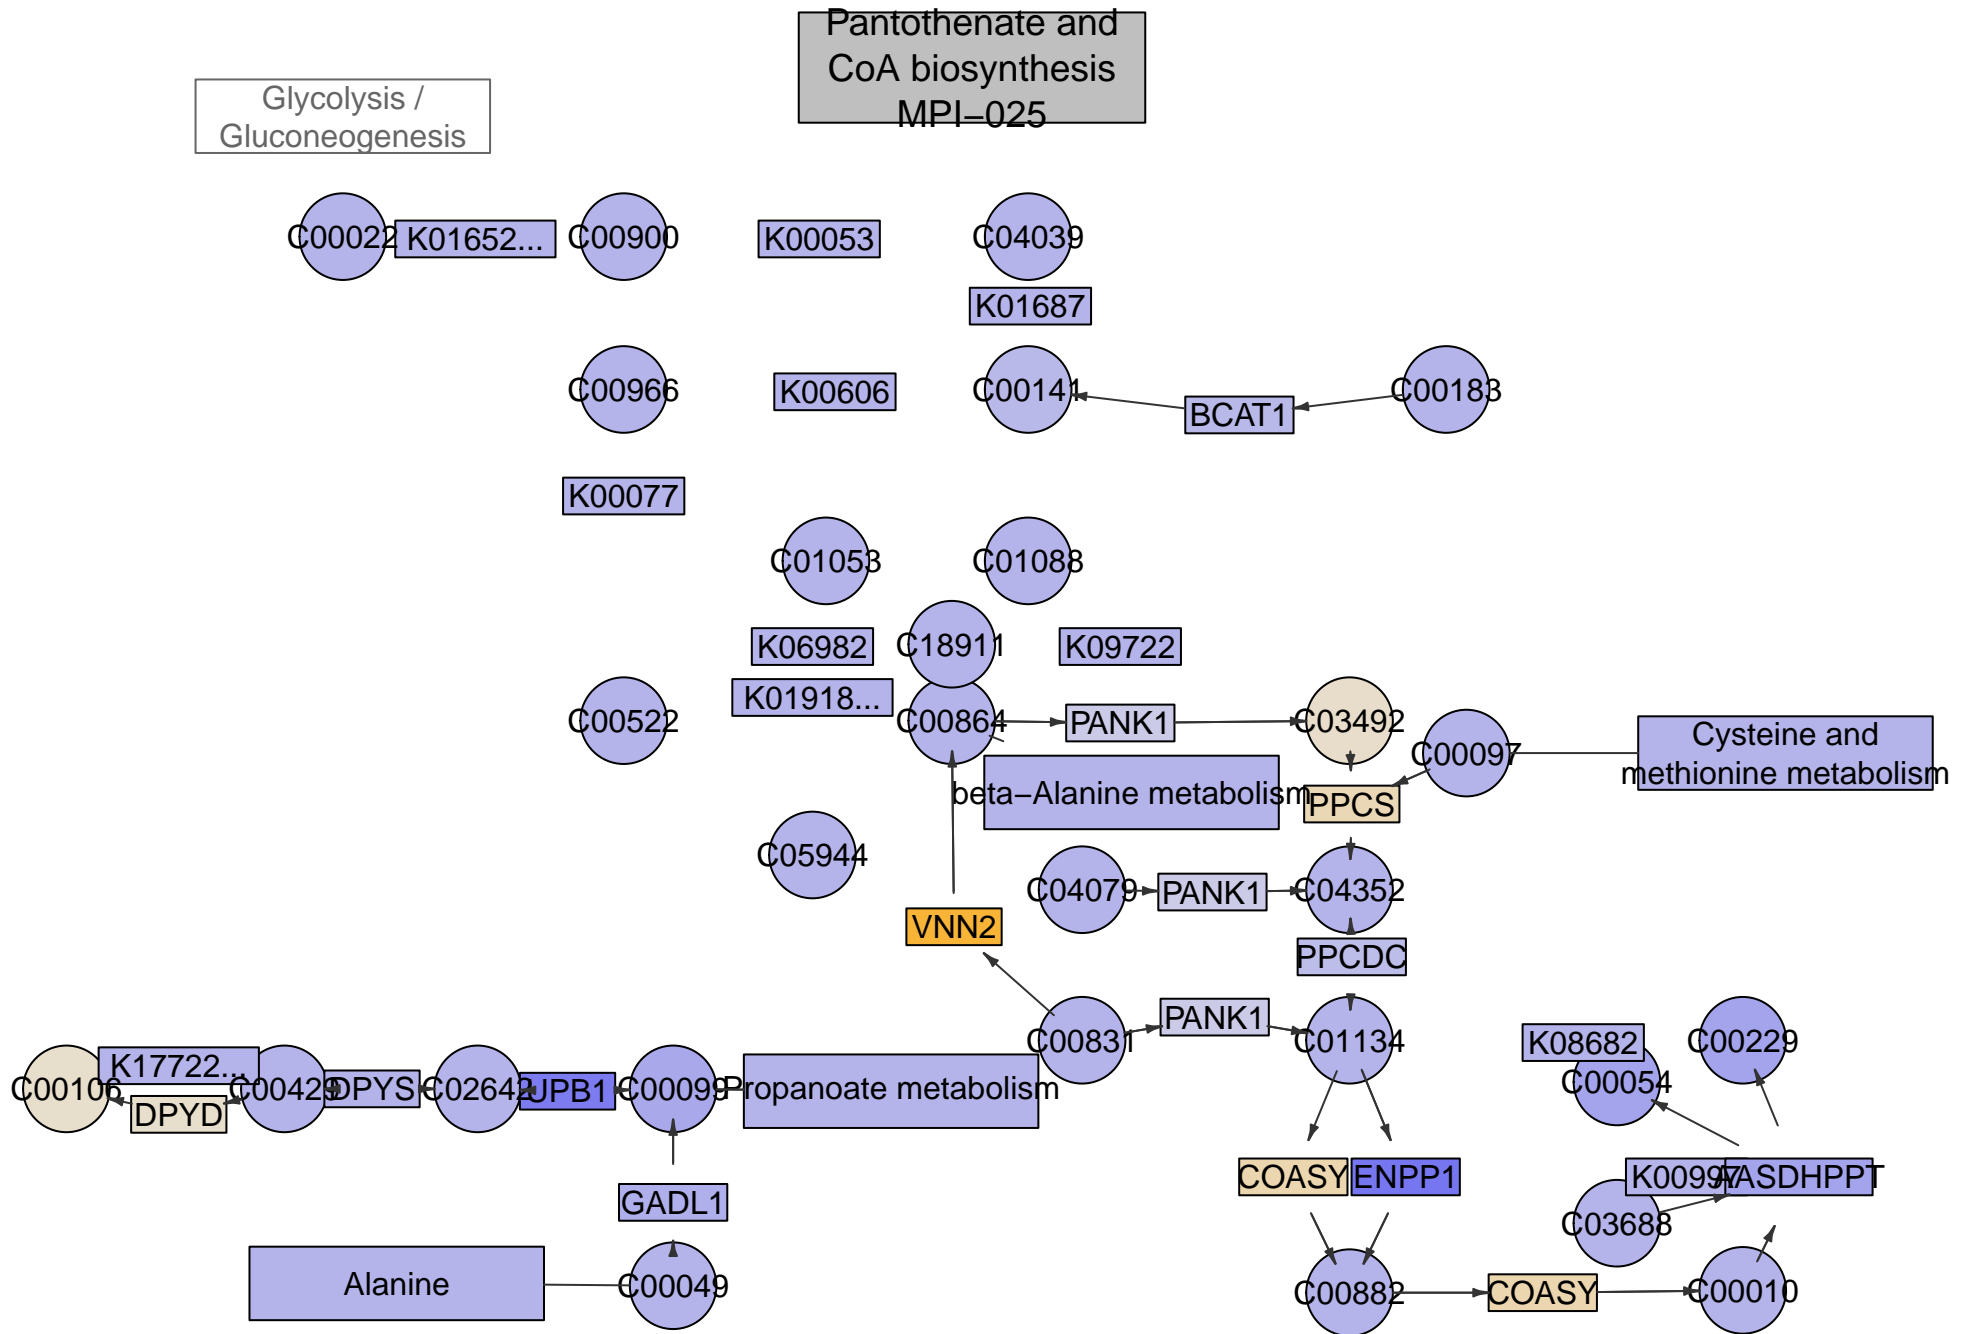 Pantothenate and
CoA biosynthesis
MPI−025
Glycolysis /
Gluconeogenesis
C00022
K01652...
C00900
K00053
C04039
K01687
C00966
K00606
C00141
BCAT1
C00183
K00077
C01053
C01088
K06982
C18911
K09722
K01918...
C00522
C00864
PANK1
C03492
C00097
Cysteine and
methionine metabolism
beta−Alanine metabolism
PPCS
C05944
C04079
PANK1
C04352
VNN2
PPCDC
C00831
PANK1
C01134
K08682
C00229
C00054
K17722...
C00106
DPYD
C00429
DPYS
C02642
UPB1
C00099
Propanoate metabolism
COASY
ENPP1
K00997
AASDHPPT
GADL1
C03688
Alanine
C00049
C00882
COASY
C00010